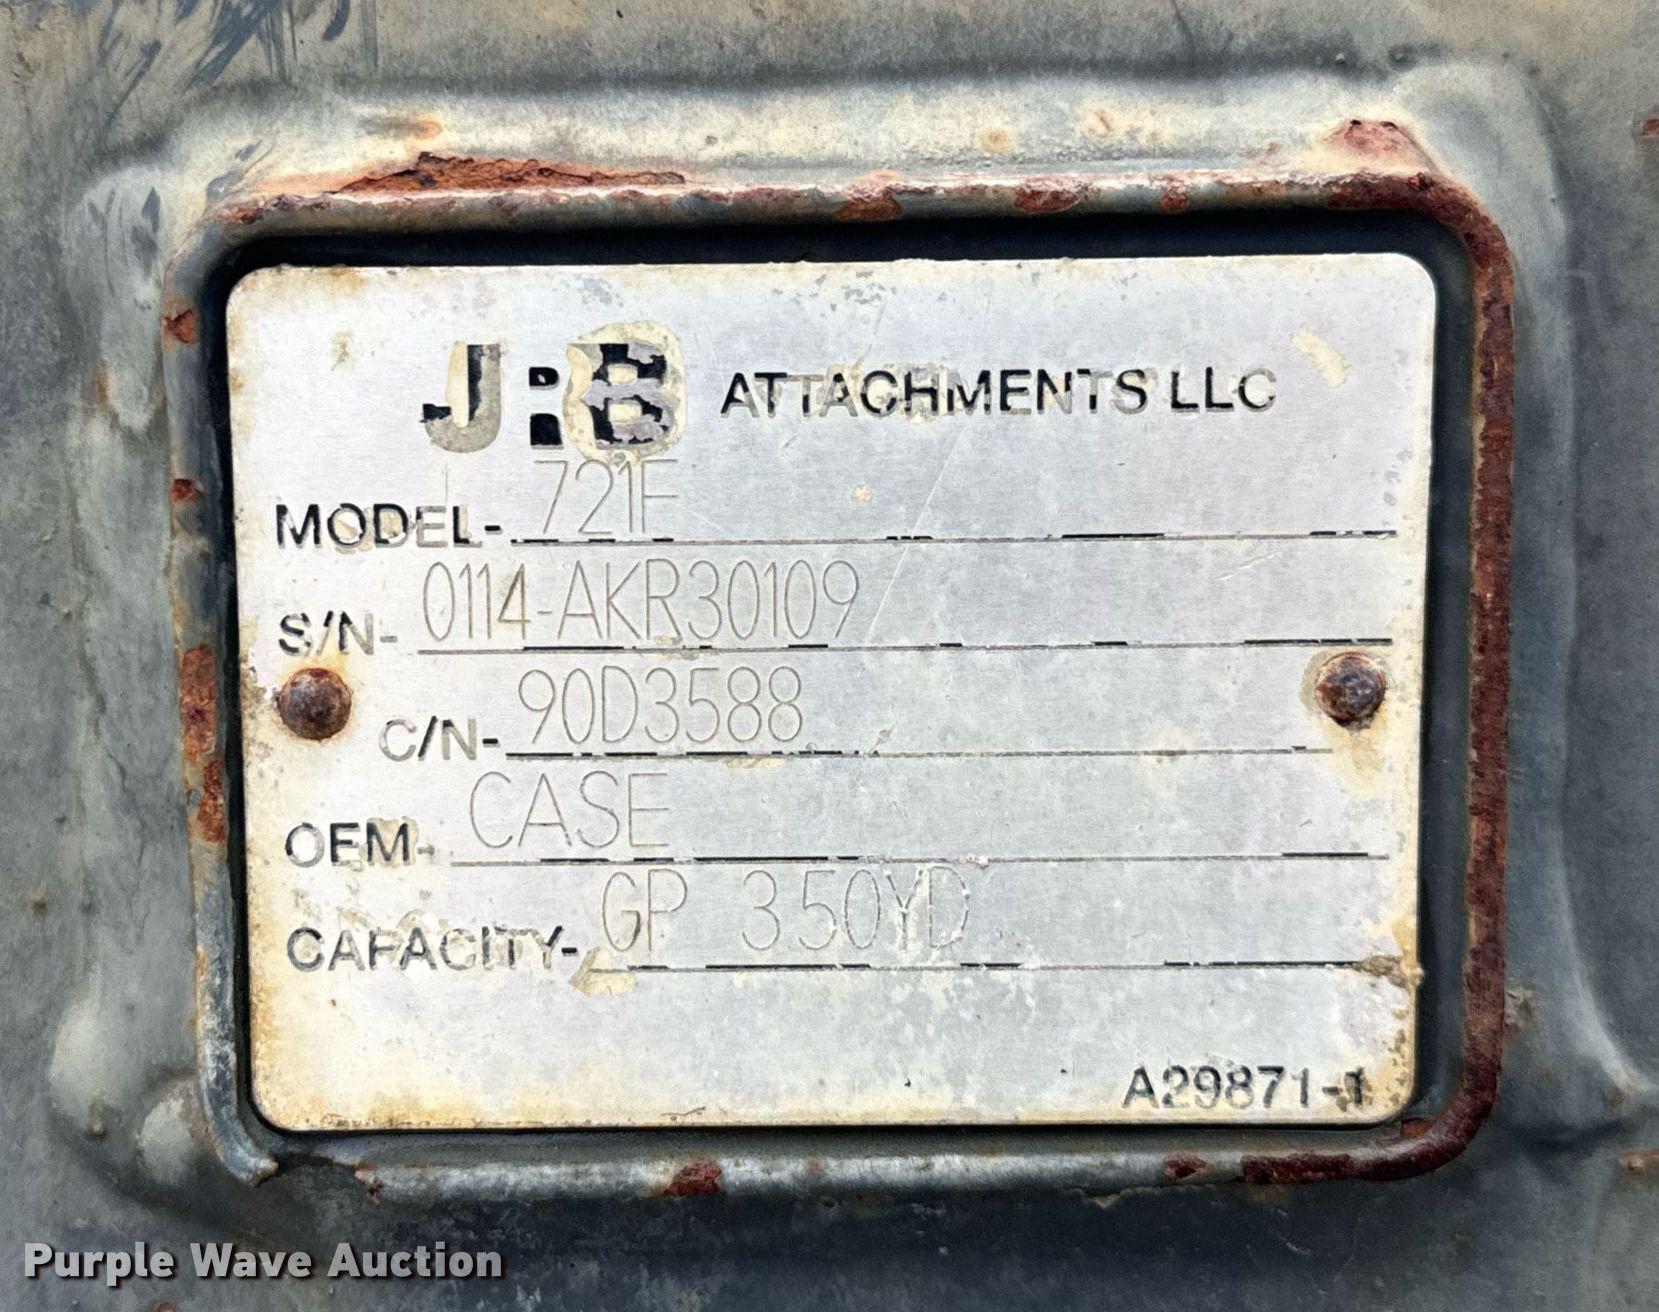 JRB ATTACHMENTS LLC
MODEL- 721F
S/N- 0114-AKR30109
C/N- 90D3588
OEM- CASE
CAPACITY- GP 3.50YD
A29871-1
Purple Wave Auction